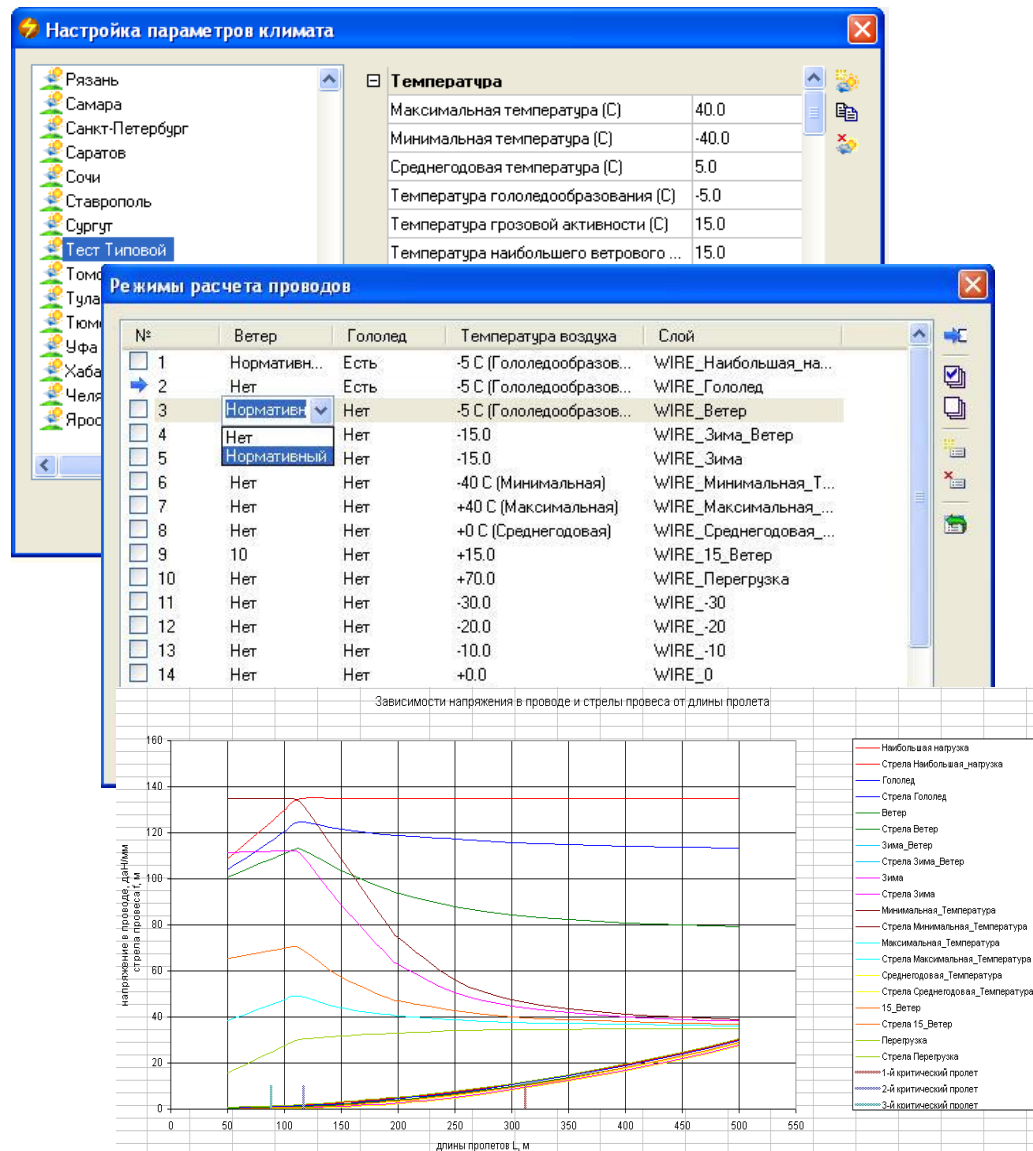 Настройка параметров климата
Рязань
Самара
Санкт-Петербург
Саратов
Сочи
Ставрополь
Сургут
Тест Типовой
Томс
Тула
Тюме
Уфа
Хаба
Челя
Ярос
Температура
Максимальная температура (С) 40.0
Минимальная температура (С) -40.0
Среднегодовая температура (С) 5.0
Температура гололедообразования (С) -5.0
Температура грозовой активности (С) 15.0
Температура наибольшего ветрового ... 15.0
Режимы расчета проводов
№ Ветер Гололед Температура воздуха Слой
1 Нормативн... Есть -5 С (Гололедообразов... WIRE_Наибольшая_на...
2 Нет Есть -5 С (Гололедообразов... WIRE_Гололед
3 Нормативн Нет -5 С (Гололедообразов... WIRE_Ветер
4 Нет Нет -15.0 WIRE_Зима_Ветер
5 Нормативный Нет -15.0 WIRE_Зима
6 Нет Нет -40 С (Минимальная) WIRE_Минимальная_Т...
7 Нет Нет +40 С (Максимальная) WIRE_Максимальная_...
8 Нет Нет +0 С (Среднегодовая) WIRE_Среднегодовая_...
9 10 Нет +15.0 WIRE_15_Ветер
10 Нет Нет +70.0 WIRE_Перегрузка
11 Нет Нет -30.0 WIRE_-30
12 Нет Нет -20.0 WIRE_-20
13 Нет Нет -10.0 WIRE_-10
14 Нет Нет +0.0 WIRE_0
Зависимости напряжения в проводе и стрелы провеса от длины пролета
напряжение в проводе, даН/мм
стрела провеса f, м
160
140
120
100
80
60
40
20
0
0 50 100 150 200 250 300 350 400 450 500 550
длины пролетов L, м
Наибольшая нагрузка
Стрела Наибольшая_нагрузка
Гололед
Стрела Гололед
Ветер
Стрела Ветер
Зима_Ветер
Стрела Зима_Ветер
Зима
Стрела Зима
Минимальная_Температура
Стрела Минимальная_Температура
Максимальная_Температура
Стрела Максимальная_Температура
Среднегодовая_Температура
Стрела Среднегодовая_Температура
15_Ветер
Стрела 15_Ветер
Перегрузка
Стрела Перегрузка
1-й критический пролет
2-й критический пролет
3-й критический пролет